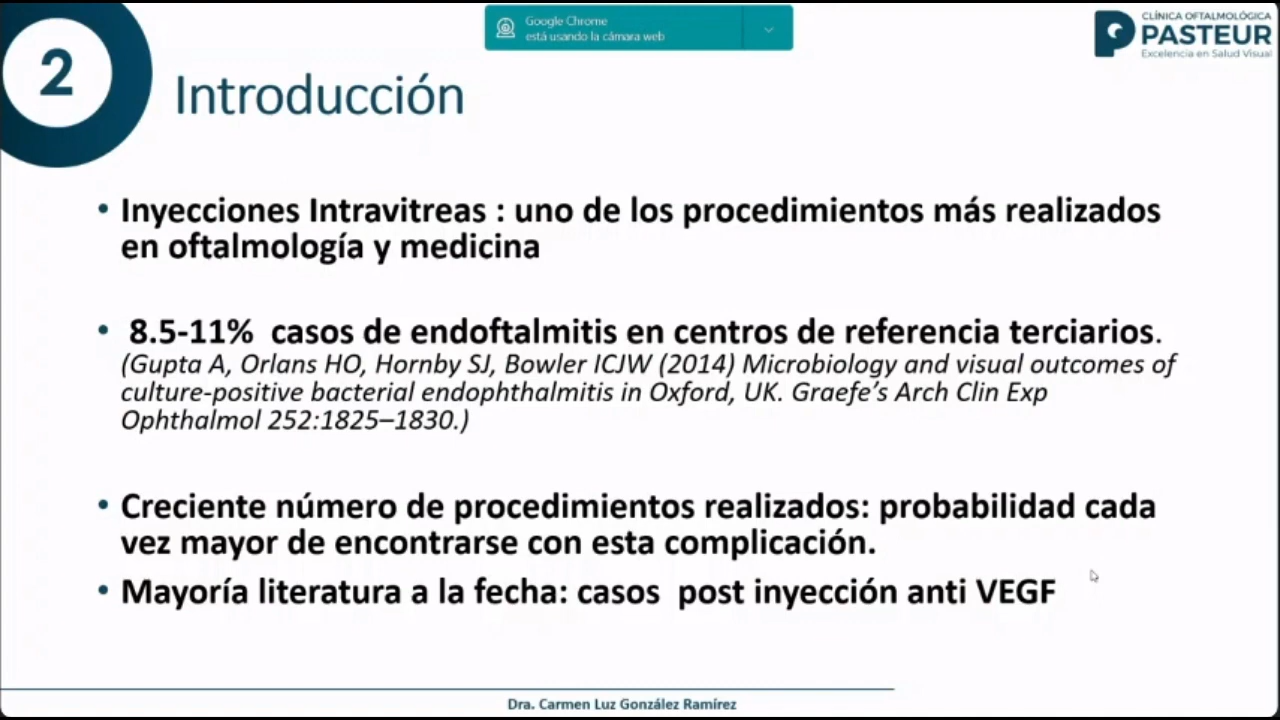 Google Chrome
está usando la cámara web
CLÍNICA OFTALMOLÓGICA
PASTEUR
Excelencia en Salud Visual
2
Introducción
• Inyecciones Intravitreas : uno de los procedimientos más realizados
en oftalmología y medicina
• 8.5-11% casos de endoftalmitis en centros de referencia terciarios.
(Gupta A, Orlans HO, Hornby SJ, Bowler ICJW (2014) Microbiology and visual outcomes of
culture-positive bacterial endophthalmitis in Oxford, UK. Graefe’s Arch Clin Exp
Ophthalmol 252:1825–1830.)
• Creciente número de procedimientos realizados: probabilidad cada
vez mayor de encontrarse con esta complicación.
• Mayoría literatura a la fecha: casos post inyección anti VEGF
Dra. Carmen Luz González Ramírez